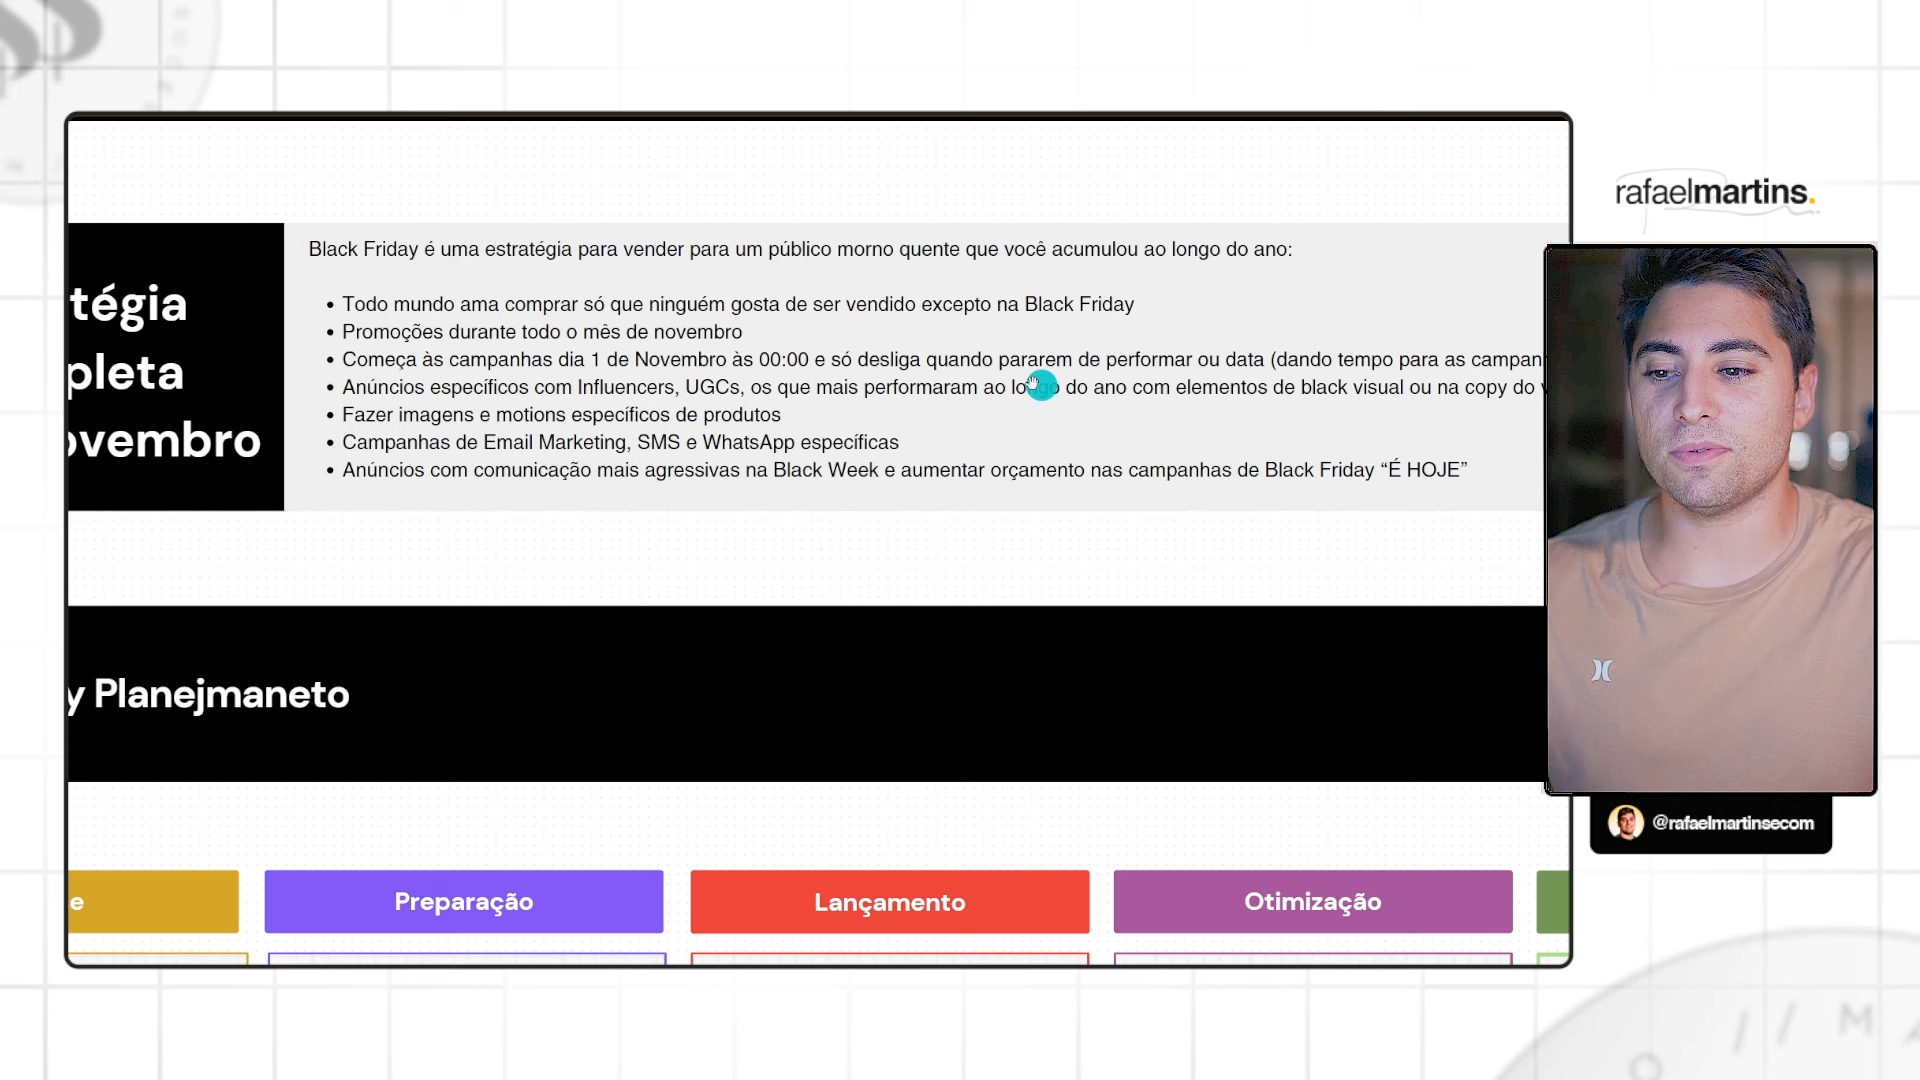 rafaelmartins.
Black Friday é uma estratégia para vender para um público morno quente que você acumulou ao longo do ano:
tégia
pleta
ovembro
• Todo mundo ama comprar só que ninguém gosta de ser vendido excepto na Black Friday
• Promoções durante todo o mês de novembro
• Começa às campanhas dia 1 de Novembro às 00:00 e só desliga quando pararem de performar ou data (dando tempo para as campan
• Anúncios específicos com Influencers, UGCs, os que mais performaram ao longo do ano com elementos de black visual ou na copy do v
• Fazer imagens e motions específicos de produtos
• Campanhas de Email Marketing, SMS e WhatsApp específicas
• Anúncios com comunicação mais agressivas na Black Week e aumentar orçamento nas campanhas de Black Friday “É HOJE”
y Planejmaneto
@rafaelmartinsecom
e
Preparação
Lançamento
Otimização
// M